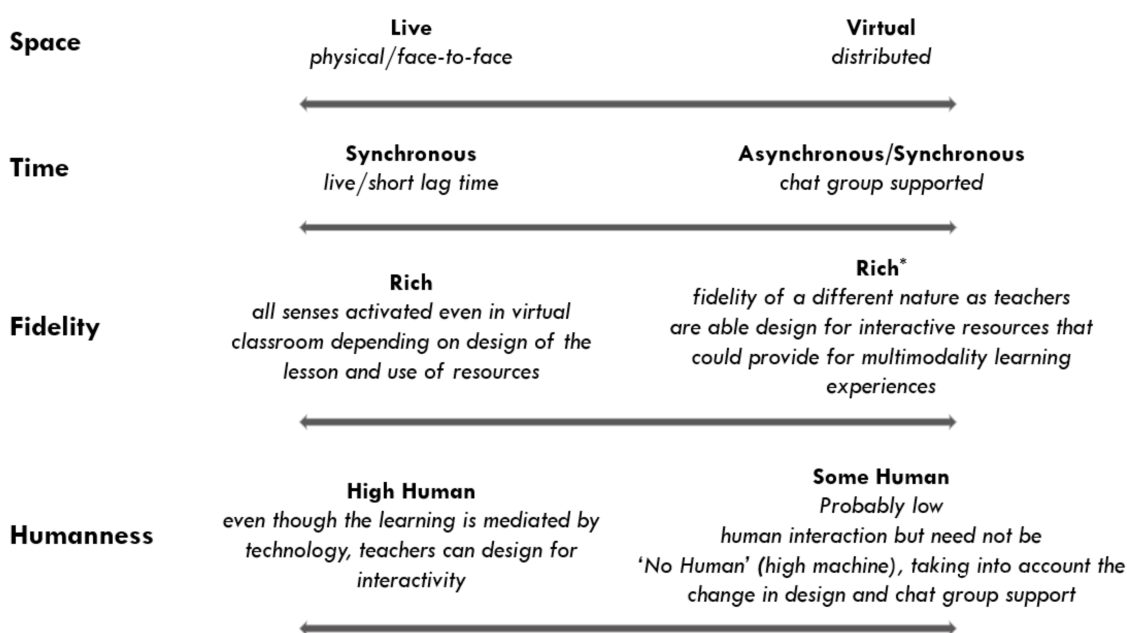 Space
Live
physical/face-to-face
Virtual
distributed
Time
Synchronous
live/short lag time
Asynchronous/Synchronous
chat group supported
Fidelity
Rich
all senses activated even in virtual
classroom depending on design of the
lesson and use of resources
Rich*
fidelity of a different nature as teachers
are able design for interactive resources that
could provide for multimodality learning
experiences
Humanness
High Human
even though the learning is mediated by
technology, teachers can design for
interactivity
Some Human
Probably low
human interaction but need not be
‘No Human’ (high machine), taking into account the
change in design and chat group support